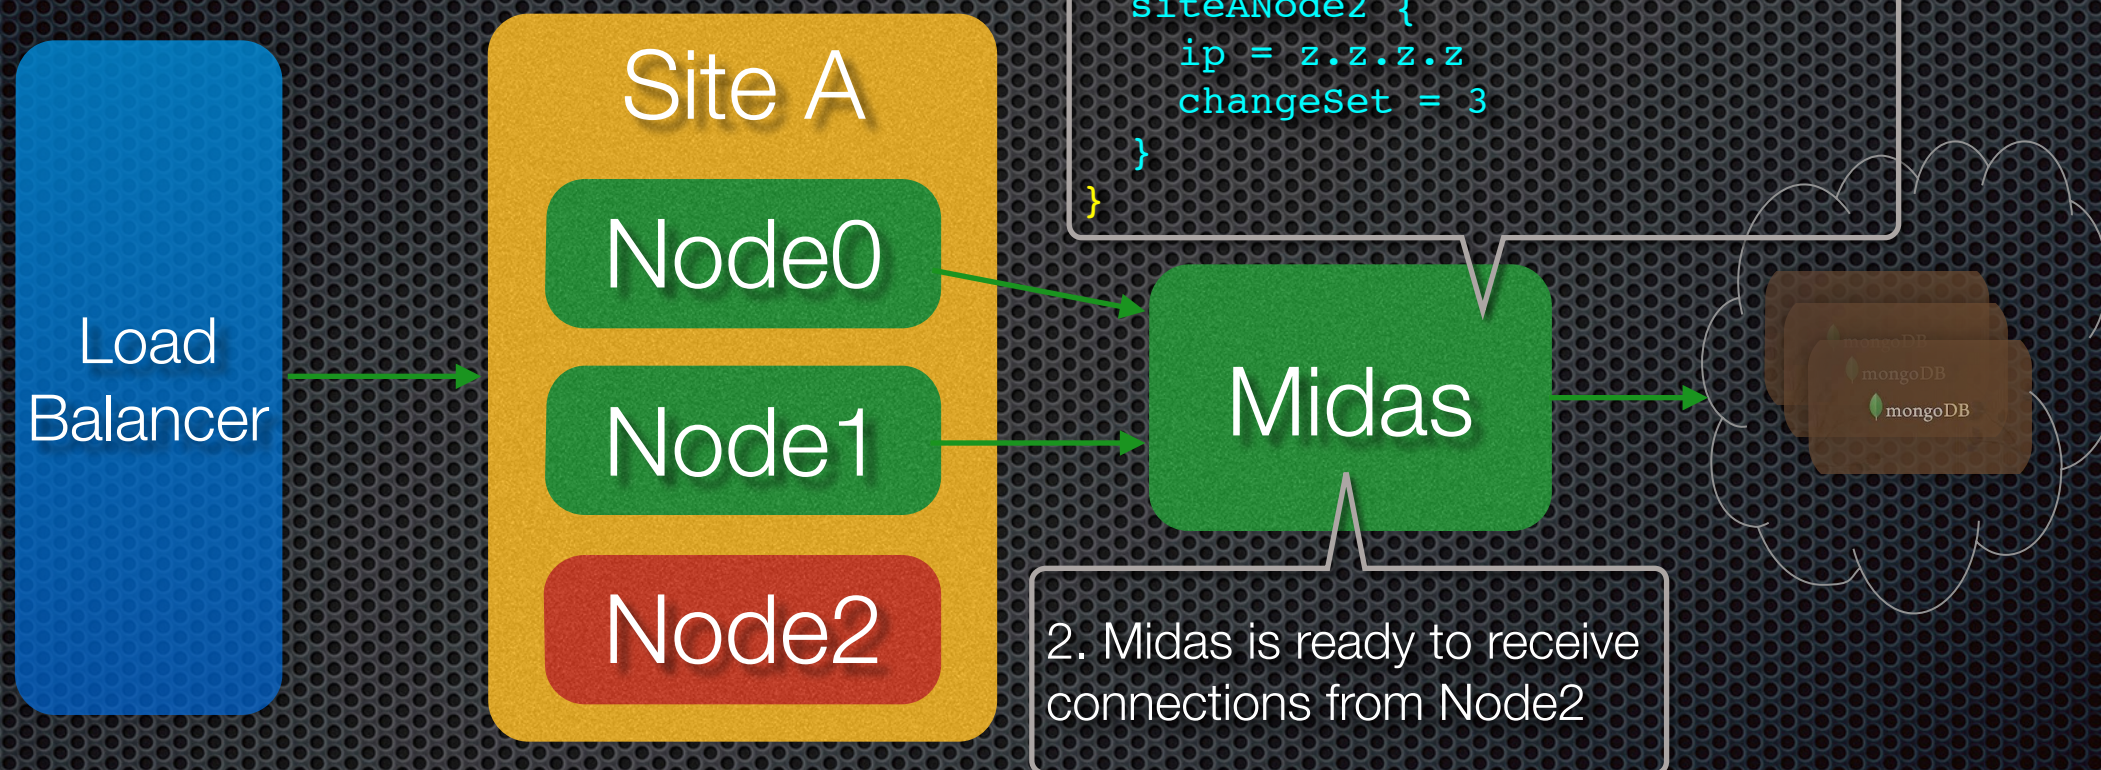 siteANode2 {
ip = z.z.z.z
changeSet = 3
}
}
Site A
Node0
Node1
Node2
Load
Balancer
Midas
mongoDB
mongoDB
mongoDB
2. Midas is ready to receive
connections from Node2